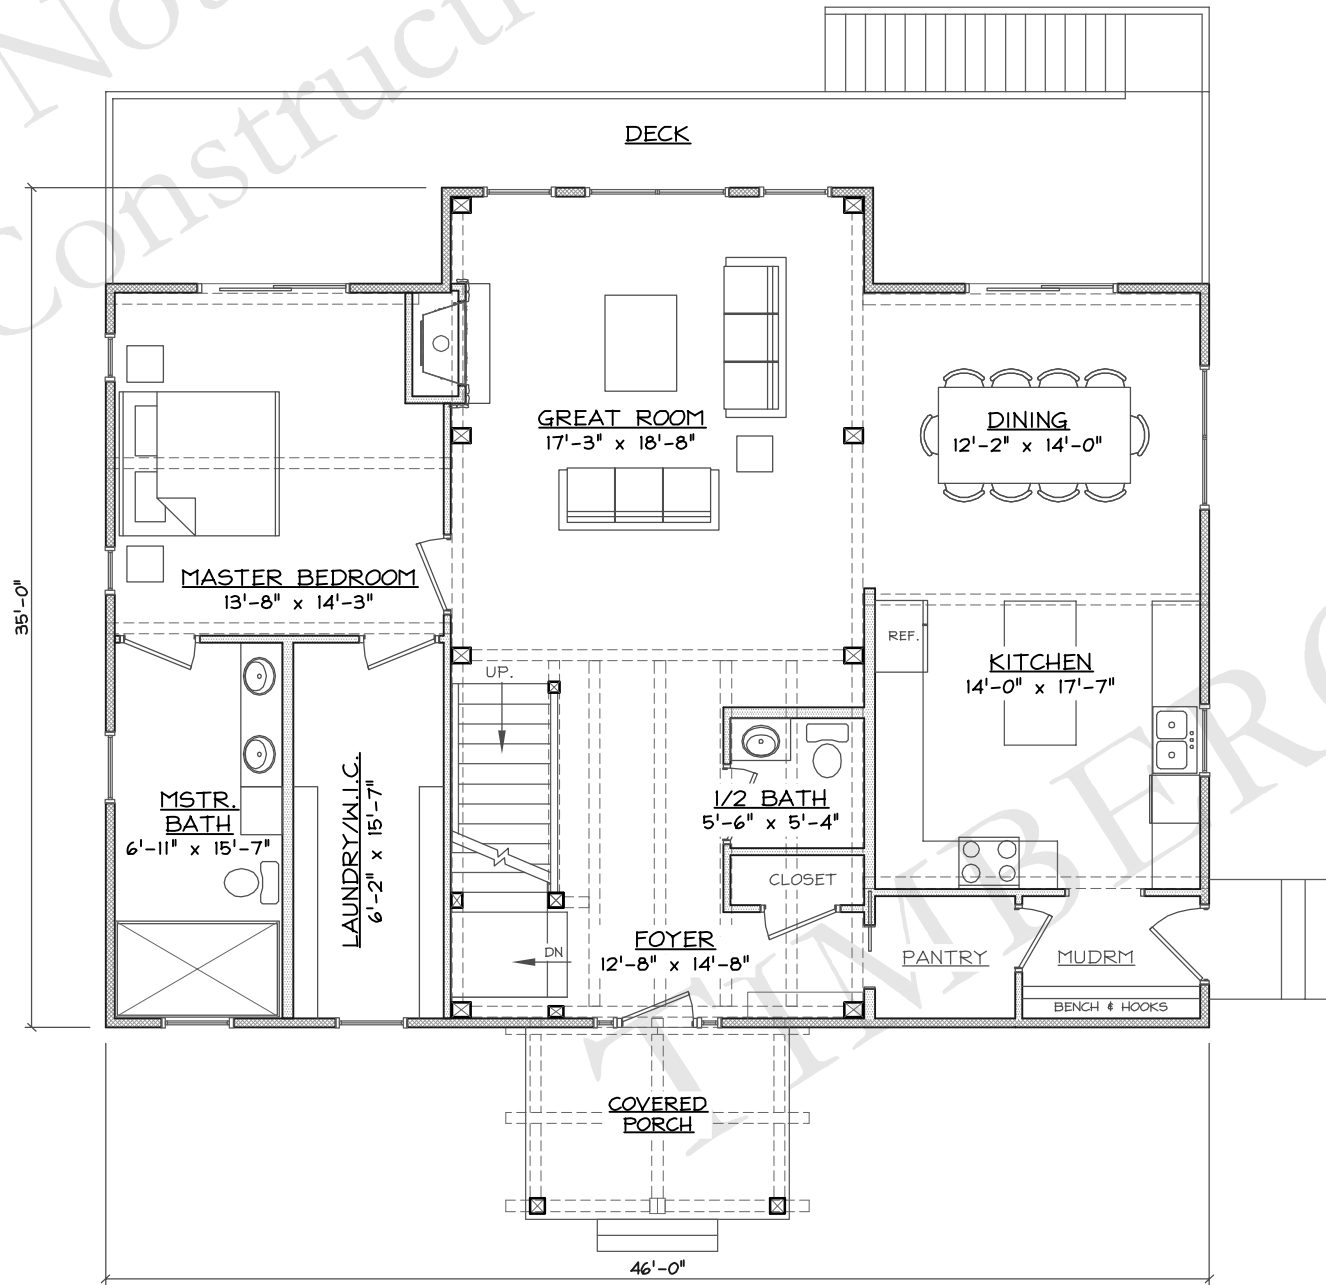 No
Constructi
DECK
GREAT ROOM
17'-3" x 18'-8"
DINING
12'-2" x 14'-0"
MASTER BEDROOM
13'-8" x 14'-3"
35'-0"
REF.
KITCHEN
14'-0" x 17'-7"
UP.
MSTR.
BATH
6'-11" x 15'-7"
LAUNDRY/W.I.C.
6'-2" x 15'-7"
1/2 BATH
5'-6" x 5'-4"
CLOSET
FOYER
12'-8" x 14'-8"
DN
PANTRY
MUDRM
BENCH & HOOKS
TIMBER
COVERED
PORCH
46'-0"